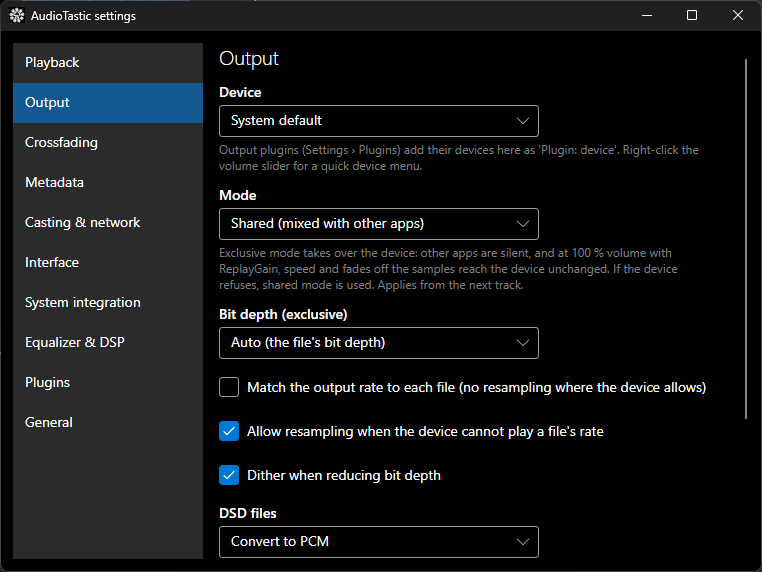 AudioTastic settings
Playback
Output
Crossfading
Metadata
Casting & network
Interface
System integration
Equalizer & DSP
Plugins
General
Output
Device
System default
Output plugins (Settings › Plugins) add their devices here as 'Plugin: device'. Right-click the
volume slider for a quick device menu.
Mode
Shared (mixed with other apps)
Exclusive mode takes over the device: other apps are silent, and at 100 % volume with
ReplayGain, speed and fades off the samples reach the device unchanged. If the device
refuses, shared mode is used. Applies from the next track.
Bit depth (exclusive)
Auto (the file's bit depth)
Match the output rate to each file (no resampling where the device allows)
Allow resampling when the device cannot play a file's rate
Dither when reducing bit depth
DSD files
Convert to PCM